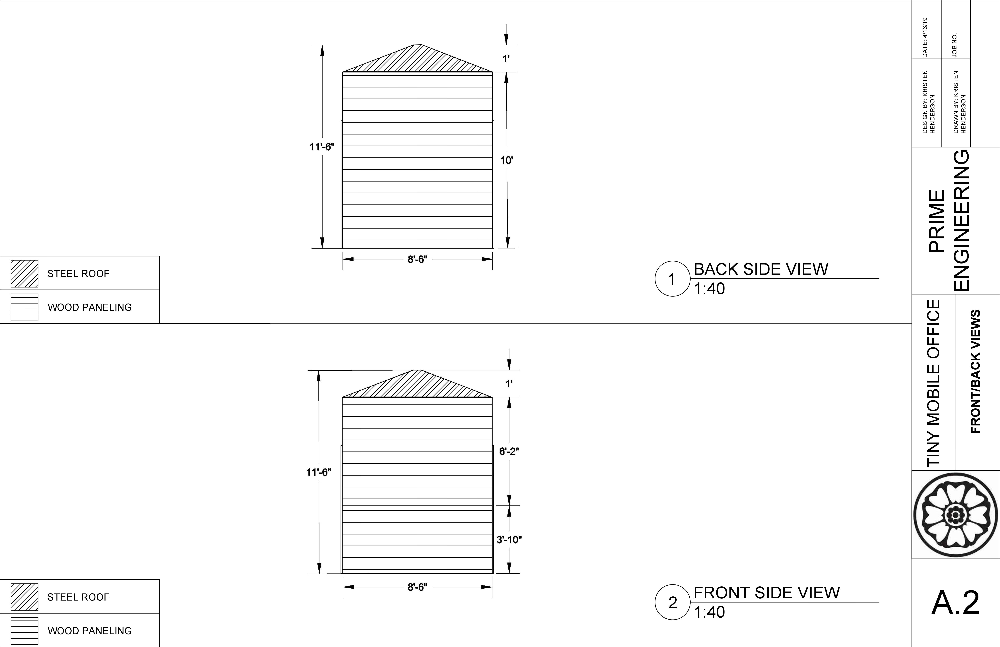 1'
11'-6"
10'
8'-6"
STEEL ROOF
WOOD PANELING
1
BACK SIDE VIEW
1:40
1'
6'-2"
11'-6"
3'-10"
8'-6"
STEEL ROOF
WOOD PANELING
2
FRONT SIDE VIEW
1:40
DATE: 4/16/19
JOB NO.
DESIGN BY: KRISTEN
HENDERSON
DRAWN BY: KRISTEN
HENDERSON
PRIME
ENGINEERING
TINY MOBILE OFFICE
FRONT/BACK VIEWS
A.2